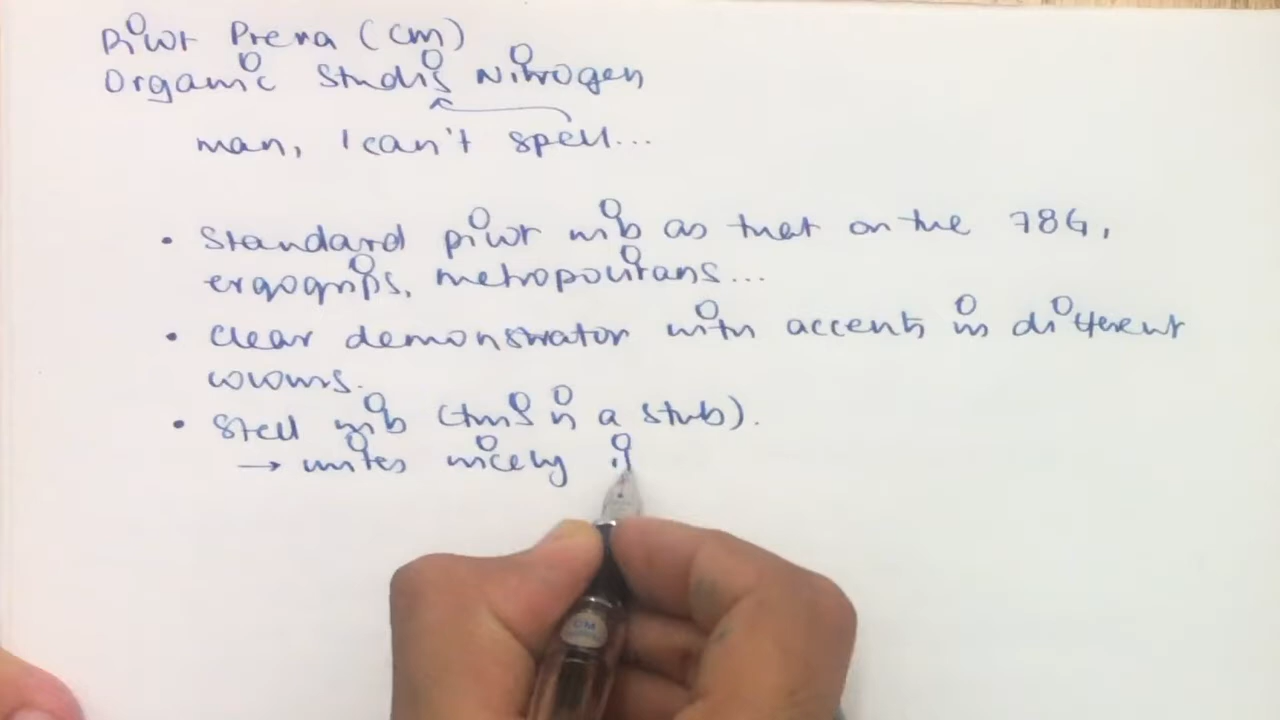 Pilot Prera (CM)
Organic Studis Nitrogen
man, I can't spell...
• Standard pilot nib as that on the 78G,
ergogrips, metropolitans...
• clear demonstrator with accents in different
colours.
• Steel nib (this is a stub).
→ writes nicely
CM